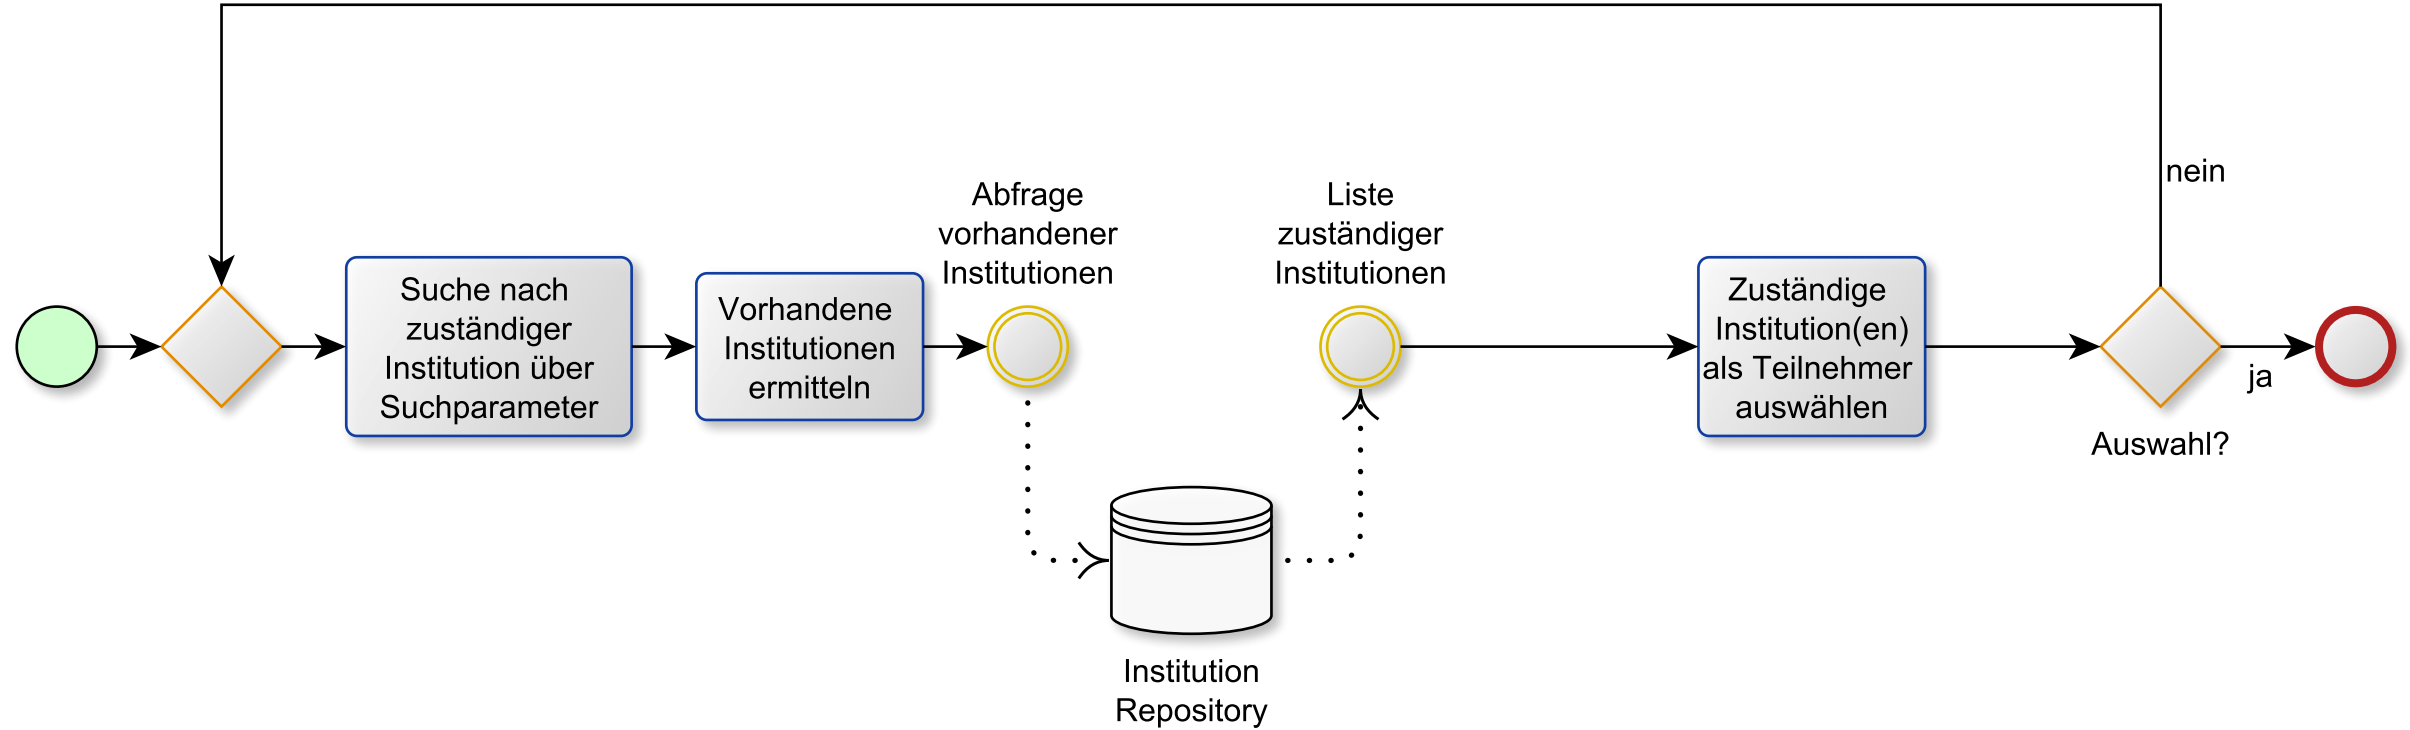 Suche nach
zuständiger
Institution über
Suchparameter
Vorhandene
Institutionen
ermitteln
Abfrage
vorhandener
Institutionen
Institution
Repository
Liste
zuständiger
Institutionen
Zuständige
Institution(en)
als Teilnehmer
auswählen
Auswahl?
nein
ja